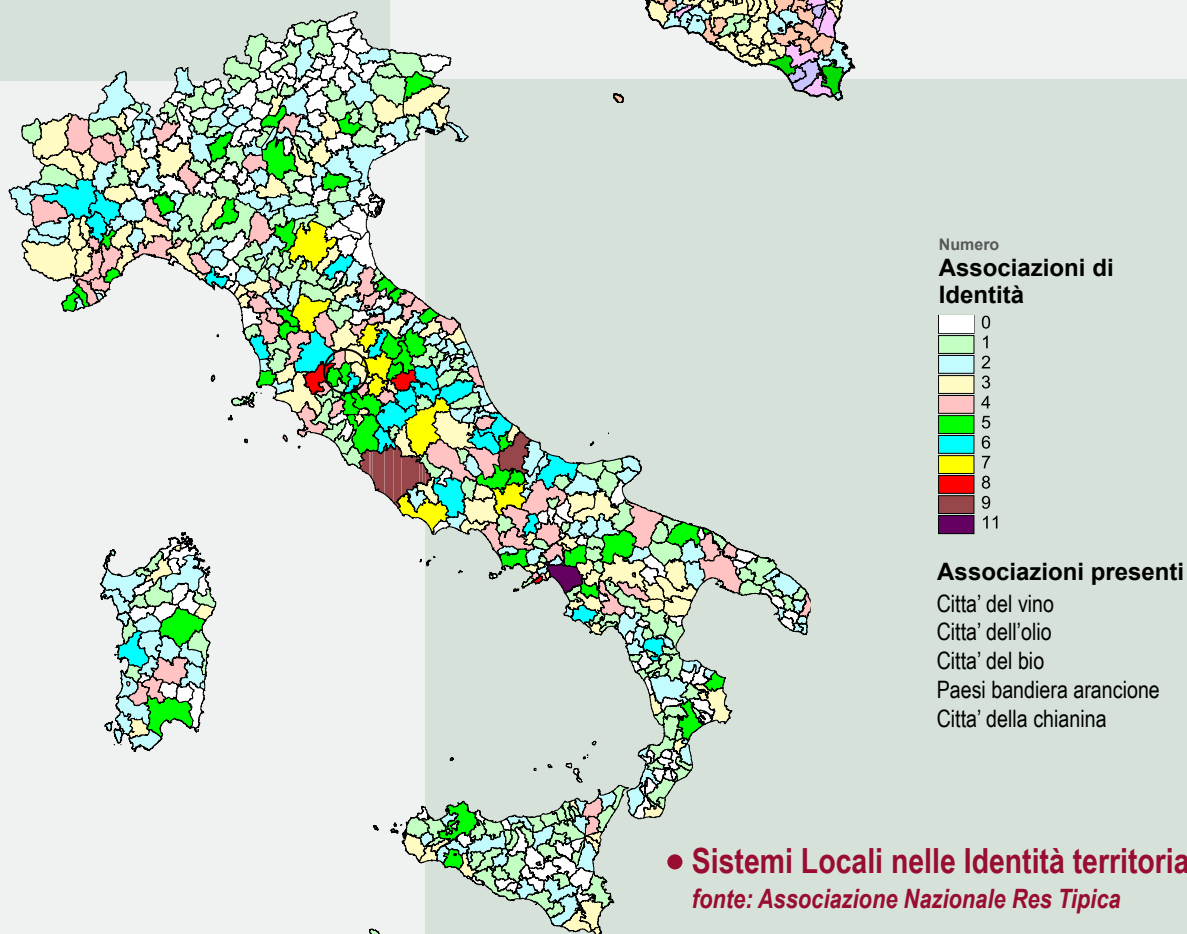 Numero
Associazioni di
Identità
0
1
2
3
4
5
6
7
8
9
11
Associazioni presenti
Citta' del vino
Citta' dell'olio
Citta' del bio
Paesi bandiera arancione
Citta' della chianina
• Sistemi Locali nelle Identità territoria
fonte: Associazione Nazionale Res Tipica